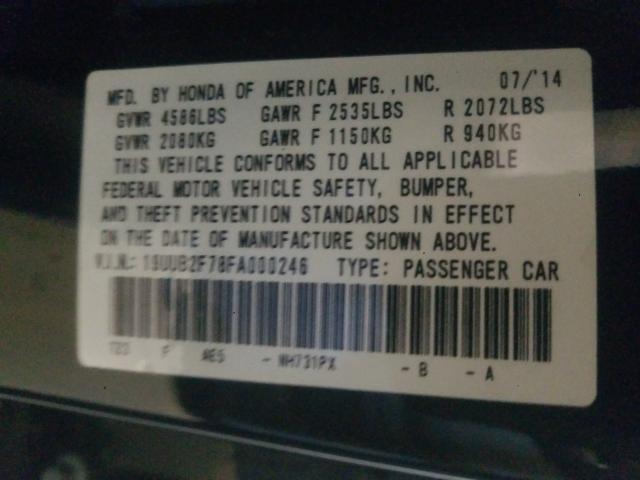 MFD. BY HONDA OF AMERICA MFG., INC. 07/'14
GVWR 4586LBS GAWR F 2535LBS R 2072LBS
GVWR 2080KG GAWR F 1150KG R 940KG
THIS VEHICLE CONFORMS TO ALL APPLICABLE
FEDERAL MOTOR VEHICLE SAFETY, BUMPER,
AND THEFT PREVENTION STANDARDS IN EFFECT
ON THE DATE OF MANUFACTURE SHOWN ABOVE.
V.I.N.: 19UUB2F78FA000246 TYPE: PASSENGER CAR
F - NH731PX - B - A